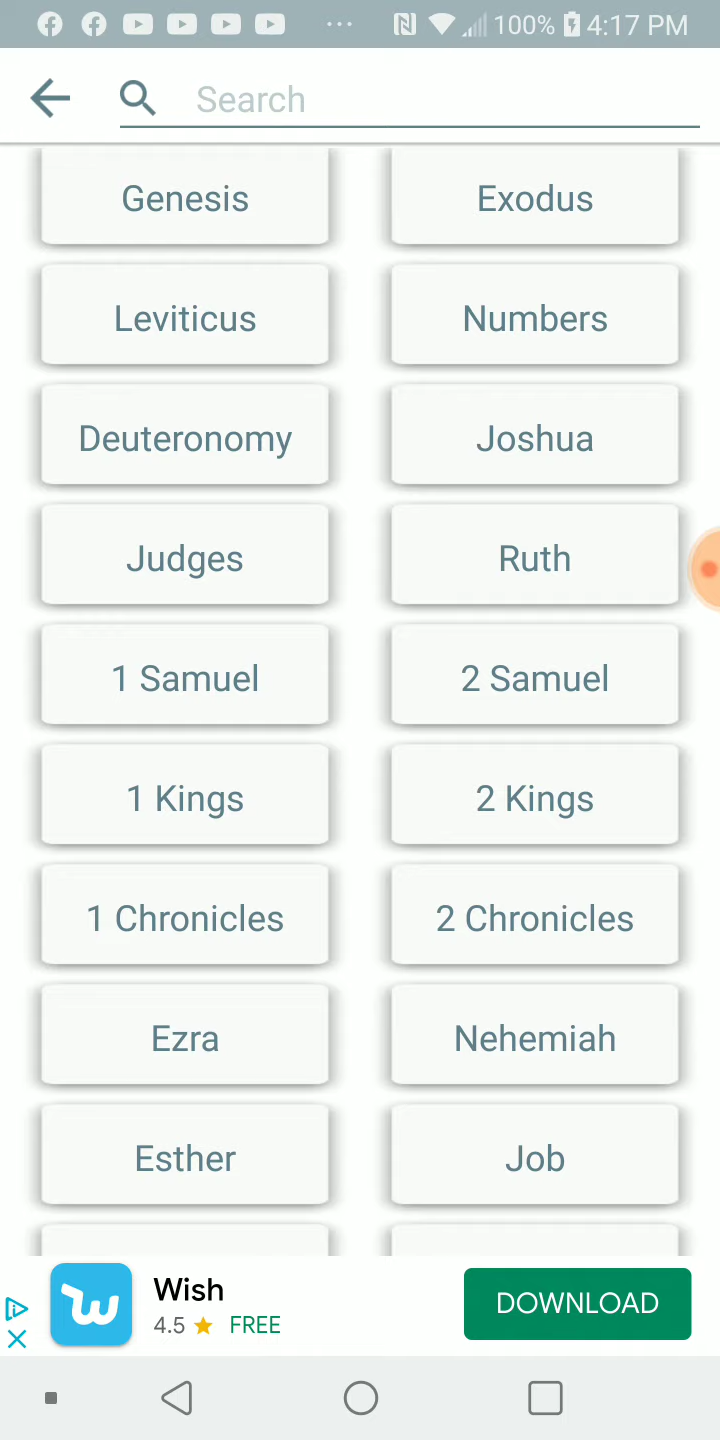 100% 4:17 PM
Search
Genesis Exodus
Leviticus Numbers
Deuteronomy Joshua
Judges Ruth
1 Samuel 2 Samuel
1 Kings 2 Kings
1 Chronicles 2 Chronicles
Ezra Nehemiah
Esther Job
Wish
4.5 ★ FREE
DOWNLOAD